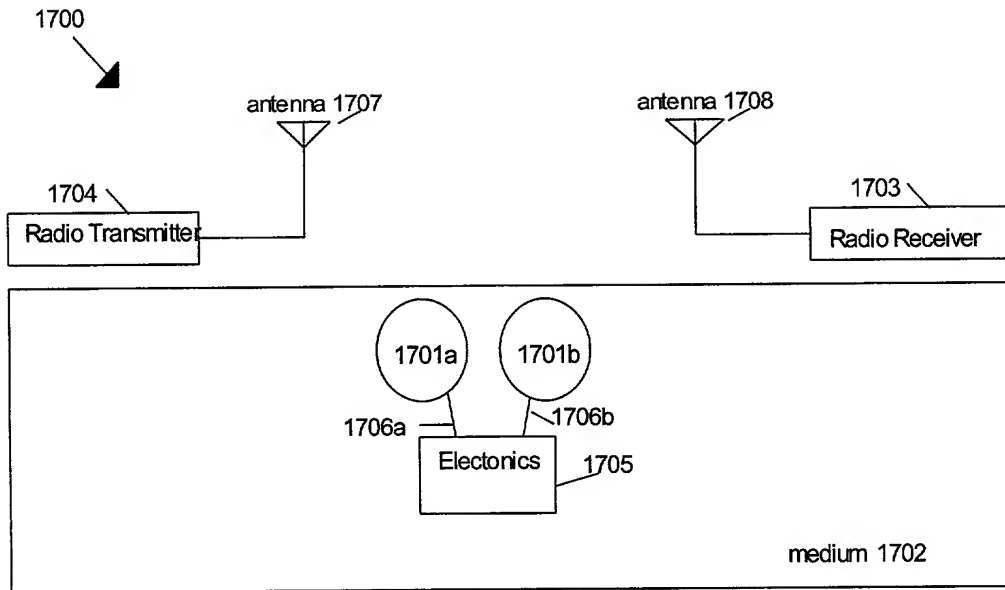 1700
antenna 1707
antenna 1708
1704
1703
Radio Transmitter
Radio Receiver
1701a
1701b
1706a
1706b
Electonics
1705
medium 1702